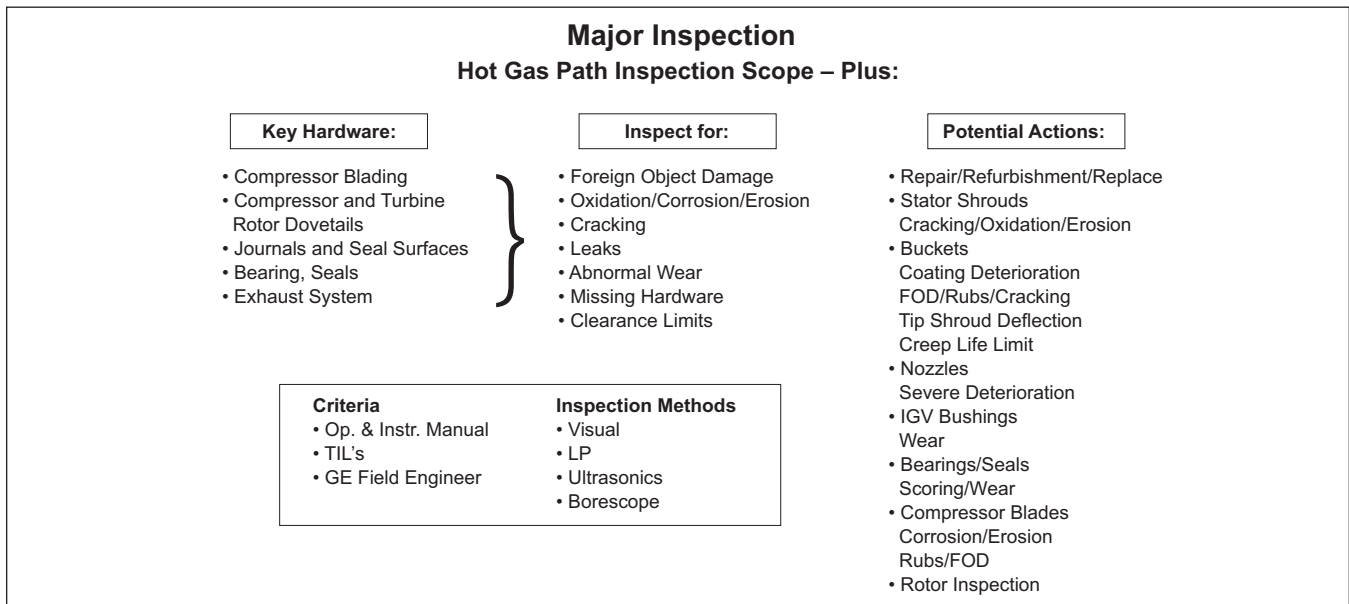 Major Inspection
Hot Gas Path Inspection Scope – Plus:
Key Hardware:
• Compressor Blading
• Compressor and Turbine
Rotor Dovetails
• Journals and Seal Surfaces
• Bearing, Seals
• Exhaust System
Inspect for:
• Foreign Object Damage
• Oxidation/Corrosion/Erosion
• Cracking
• Leaks
• Abnormal Wear
• Missing Hardware
• Clearance Limits
Potential Actions:
• Repair/Refurbishment/Replace
• Stator Shrouds
Cracking/Oxidation/Erosion
• Buckets
Coating Deterioration
FOD/Rubs/Cracking
Tip Shroud Deflection
Creep Life Limit
• Nozzles
Severe Deterioration
• IGV Bushings
Wear
• Bearings/Seals
Scoring/Wear
• Compressor Blades
Corrosion/Erosion
Rubs/FOD
• Rotor Inspection
Criteria
• Op. & Instr. Manual
• TIL's
• GE Field Engineer
Inspection Methods
• Visual
• LP
• Ultrasonics
• Borescope